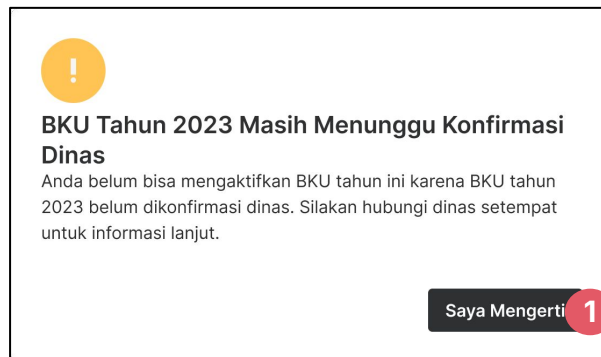 !
BKU Tahun 2023 Masih Menunggu Konfirmasi
Dinas
Anda belum bisa mengaktifkan BKU tahun ini karena BKU tahun
2023 belum dikonfirmasi dinas. Silakan hubungi dinas setempat
untuk informasi lanjut.
Saya Mengerti 1